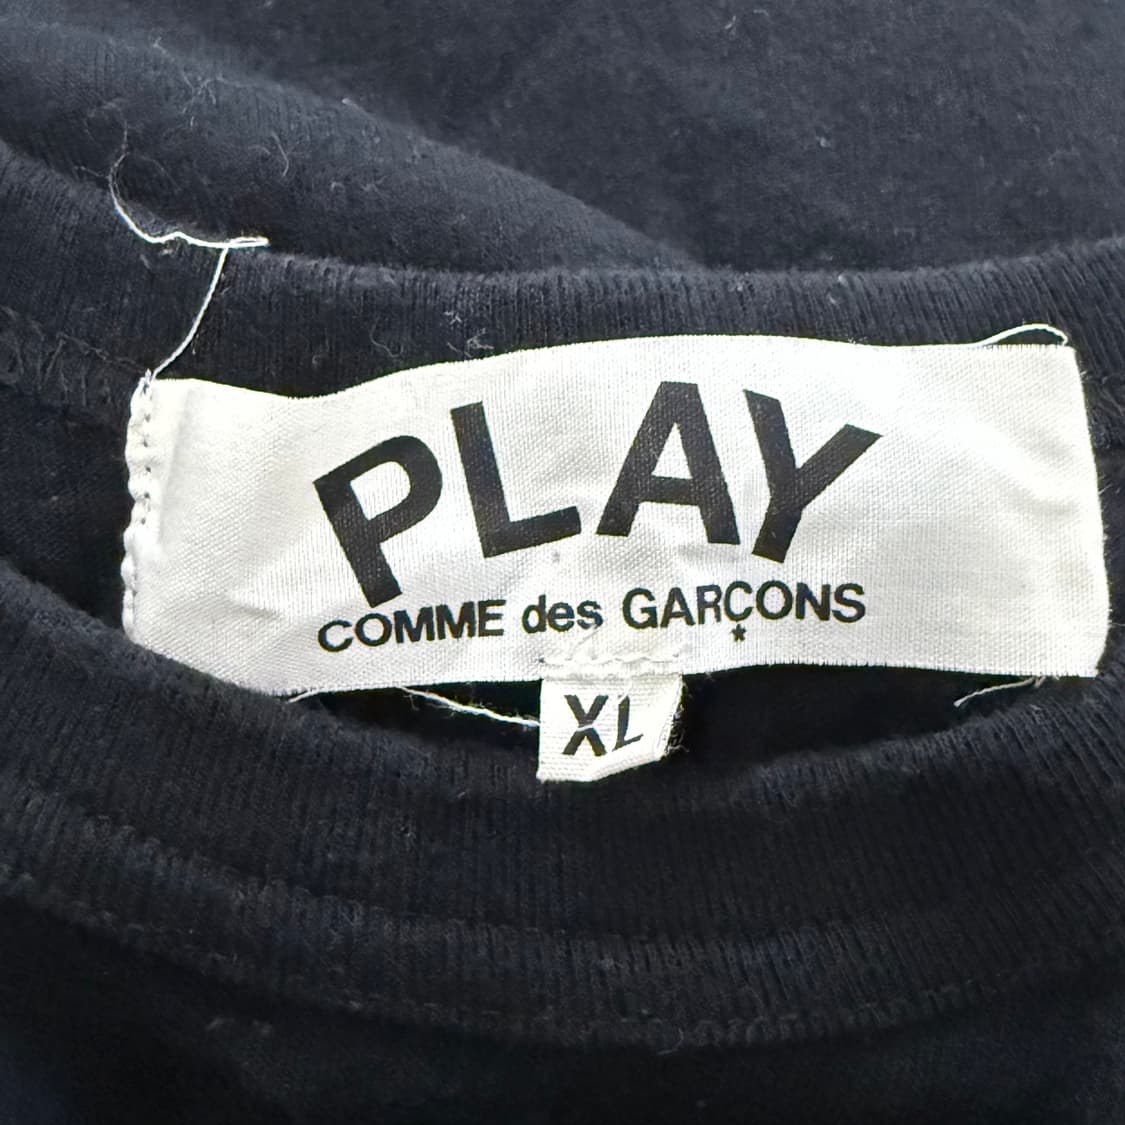 PLAY
COMME des GARÇONS
*
XL